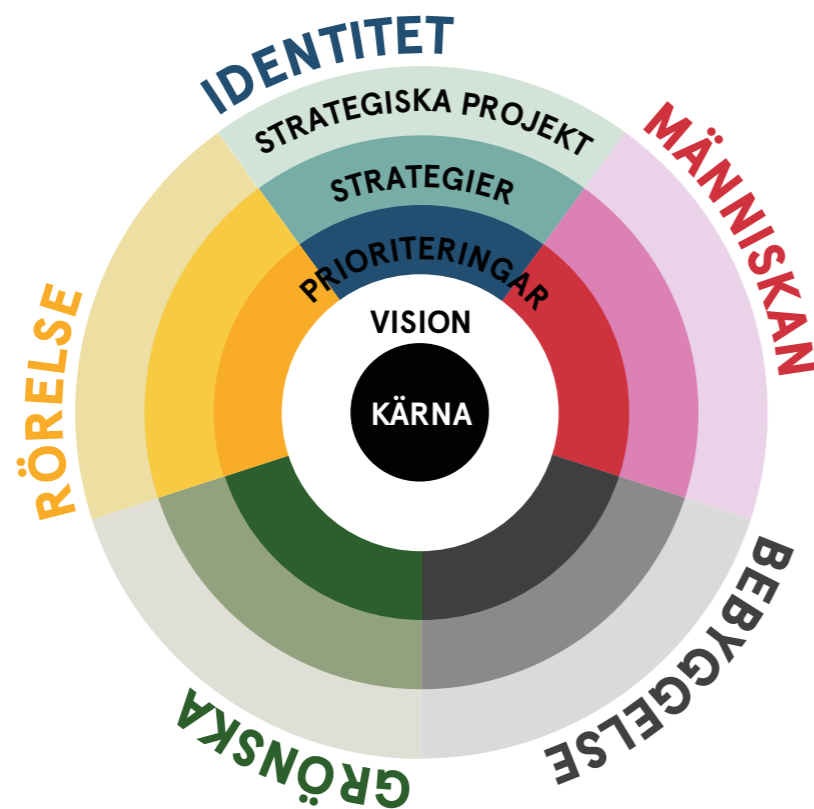 IDENTITET
STRATEGISKA PROJEKT
STRATEGIER
PRIORITERINGAR
VISION
KÄRNA
MÄNNISKAN
BEBYGGELSE
GRÖNSKA
RÖRELSE